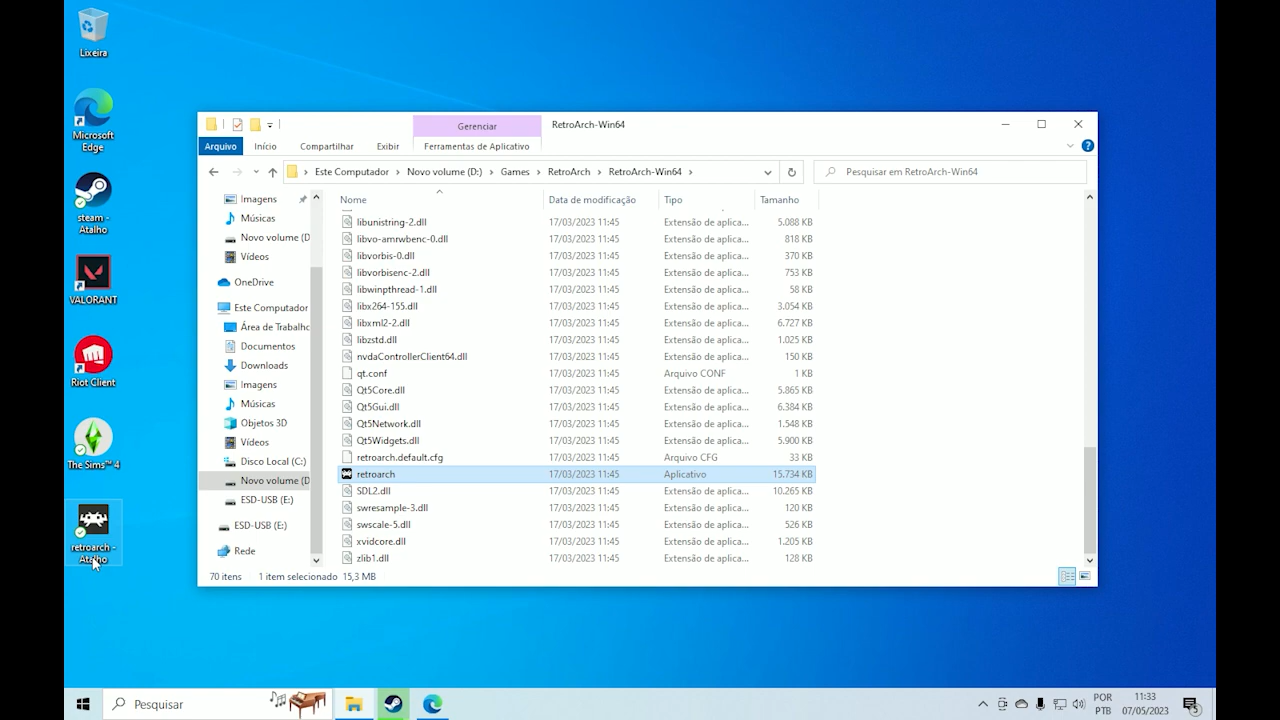 Lixeira
Microsoft
Edge
steam -
Atalho
VALORANT
Riot Client
The Sims™ 4
retroarch -
Atalho
Gerenciar
RetroArch-Win64
Arquivo
Início
Compartilhar
Exibir
Ferramentas de Aplicativo
Este Computador > Novo volume (D:) > Games > RetroArch > RetroArch-Win64 >
Pesquisar em RetroArch-Win64
Imagens
Músicas
Novo volume (D
Vídeos
OneDrive
Este Computador
Área de Trabalho
Documentos
Downloads
Imagens
Músicas
Objetos 3D
Vídeos
Disco Local (C:)
Novo volume (D
ESD-USB (E:)
ESD-USB (E:)
Rede
Nome Data de modificação Tipo Tamanho
libunistring-2.dll 17/03/2023 11:45 Extensão de aplica... 5.088 KB
libvo-amrwbenc-0.dll 17/03/2023 11:45 Extensão de aplica... 818 KB
libvorbis-0.dll 17/03/2023 11:45 Extensão de aplica... 370 KB
libvorbisenc-2.dll 17/03/2023 11:45 Extensão de aplica... 753 KB
libwinpthread-1.dll 17/03/2023 11:45 Extensão de aplica... 58 KB
libx264-155.dll 17/03/2023 11:45 Extensão de aplica... 3.054 KB
libxml2-2.dll 17/03/2023 11:45 Extensão de aplica... 6.727 KB
libzstd.dll 17/03/2023 11:45 Extensão de aplica... 1.025 KB
nvdaControllerClient64.dll 17/03/2023 11:45 Extensão de aplica... 150 KB
qt.conf 17/03/2023 11:45 Arquivo CONF 1 KB
Qt5Core.dll 17/03/2023 11:45 Extensão de aplica... 5.865 KB
Qt5Gui.dll 17/03/2023 11:45 Extensão de aplica... 6.384 KB
Qt5Network.dll 17/03/2023 11:45 Extensão de aplica... 1.548 KB
Qt5Widgets.dll 17/03/2023 11:45 Extensão de aplica... 5.900 KB
retroarch.default.cfg 17/03/2023 11:45 Arquivo CFG 33 KB
retroarch 17/03/2023 11:45 Aplicativo 15.734 KB
SDL2.dll 17/03/2023 11:45 Extensão de aplica... 10.265 KB
swresample-3.dll 17/03/2023 11:45 Extensão de aplica... 120 KB
swscale-5.dll 17/03/2023 11:45 Extensão de aplica... 526 KB
xvidcore.dll 17/03/2023 11:45 Extensão de aplica... 1.205 KB
zlib1.dll 17/03/2023 11:45 Extensão de aplica... 128 KB
70 itens 1 item selecionado 15,3 MB
Pesquisar
POR
PTB
11:33
07/05/2023
5